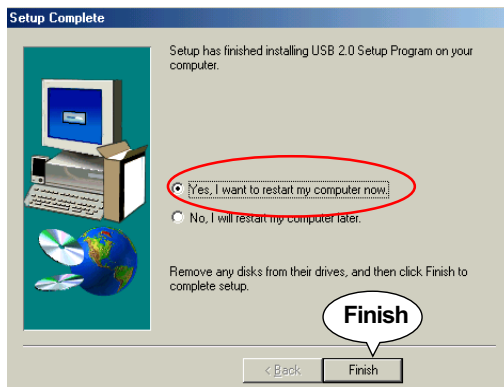 Setup Complete
Setup has finished installing USB 2.0 Setup Program on your
computer.
Yes, I want to restart my computer now.
No, I will restart my computer later.
Remove any disks from their drives, and then click Finish to
complete setup.
Finish
< Back
Finish